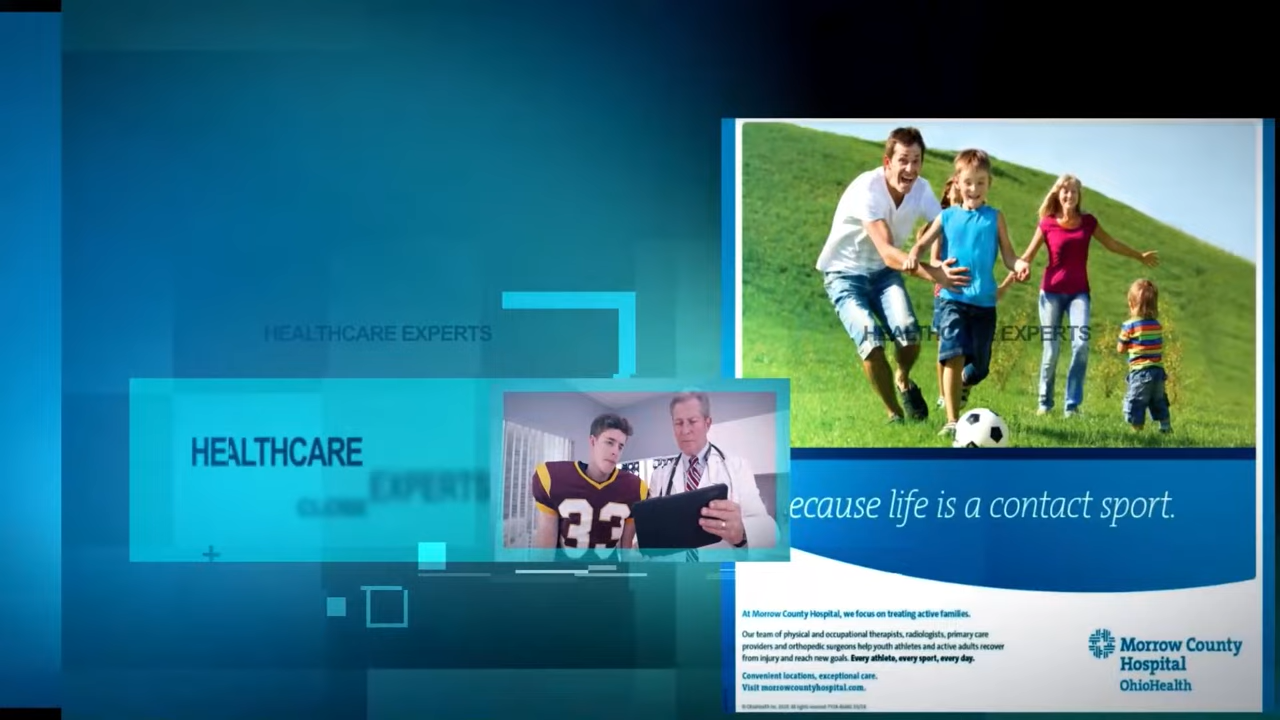 HEALTHCARE EXPERTS
HEALTHCARE EXPERTS
HEALTHCARE
EXPERTS
CLOSE
33
ecause life is a contact sport.
At Morrow County Hospital, we focus on treating active families.
Our team of physical and occupational therapists, radiologists, primary care
providers and orthopedic surgeons help youth athletes and active adults recover
from injury and reach new goals. Every athlete, every sport, every day.
Convenient locations, exceptional care.
Visit morrowcountyhospital.com.
Morrow County
Hospital
OhioHealth